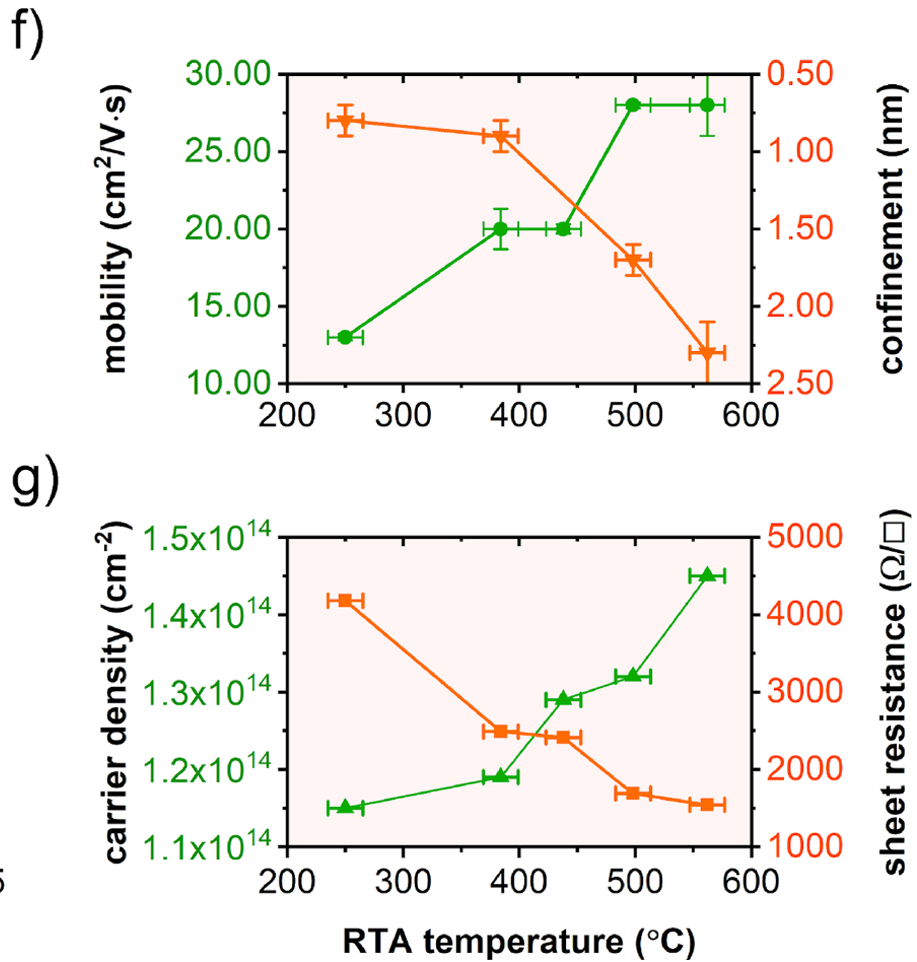 f)
mobility (cm²/V·s)
30.00
25.00
20.00
15.00
10.00
0.50
1.00
1.50
2.00
2.50
confinement (nm)
200 300 400 500 600
g)
carrier density (cm⁻²)
1.5x10¹⁴
1.4x10¹⁴
1.3x10¹⁴
1.2x10¹⁴
1.1x10¹⁴
5000
4000
3000
2000
1000
sheet resistance (Ω/□)
200 300 400 500 600
RTA temperature (°C)